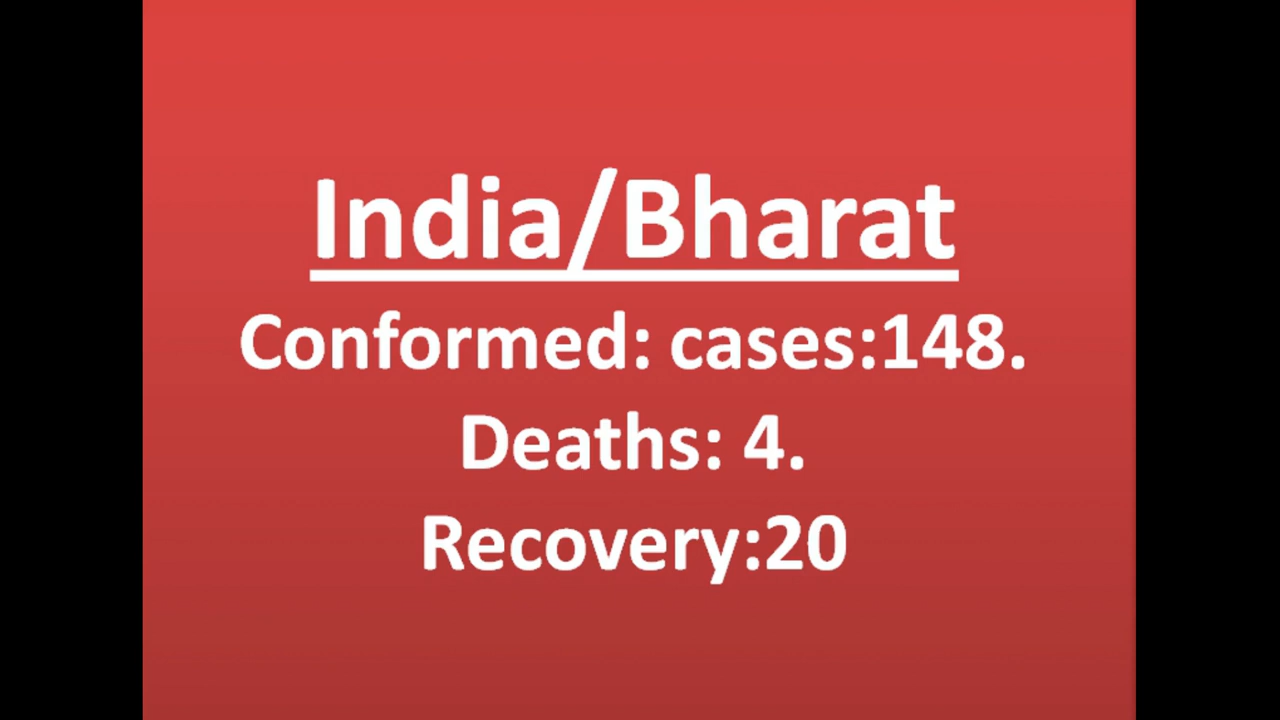 India/Bharat
Conformed: cases:148.
Deaths: 4.
Recovery:20